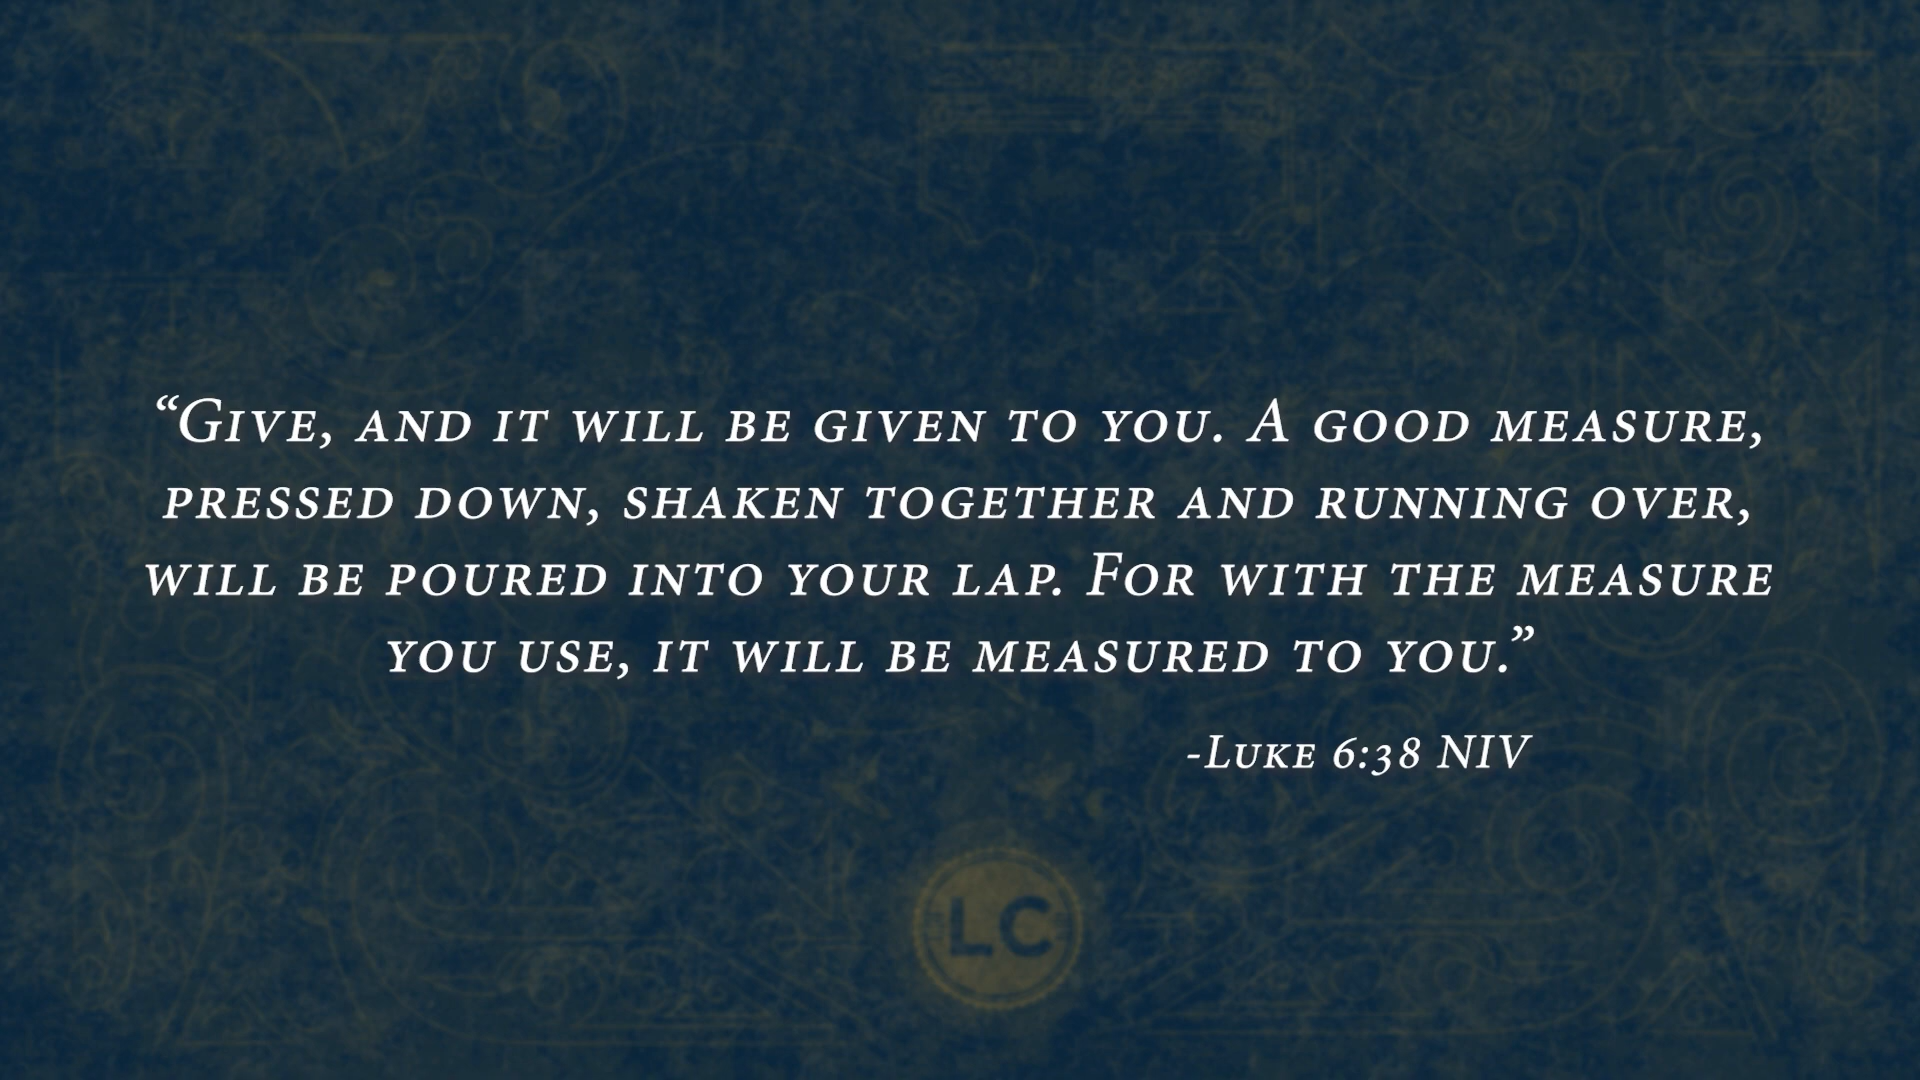 “Give, and it will be given to you. A good measure,
pressed down, shaken together and running over,
will be poured into your lap. For with the measure
you use, it will be measured to you.”
-Luke 6:38 NIV
LC